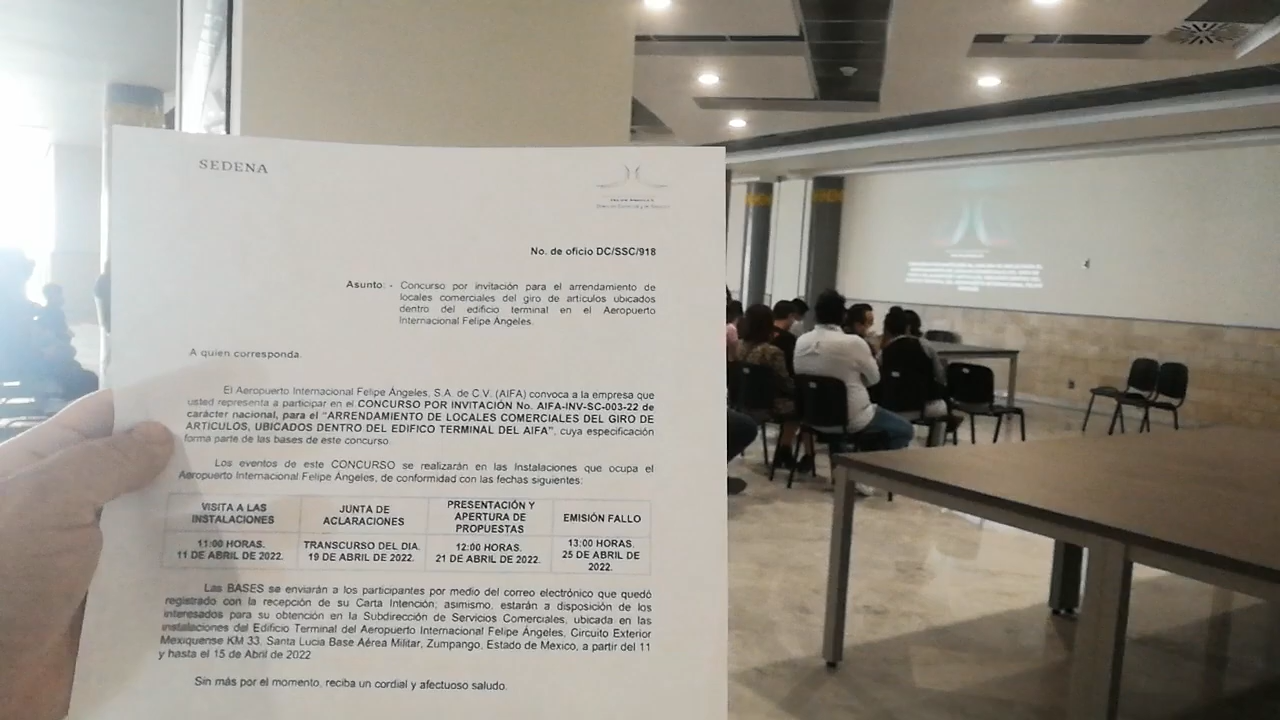 SEDENA
No. de oficio DC/SSC/918
Asunto: - Concurso por invitación para el arrendamiento de
locales comerciales del giro de artículos ubicados
dentro del edificio terminal en el Aeropuerto
Internacional Felipe Ángeles.
A quien corresponda.
El Aeropuerto Internacional Felipe Ángeles, S.A. de C.V. (AIFA) convoca a la empresa que
usted representa a participar en el CONCURSO POR INVITACIÓN No. AIFA-INV-SC-003-22 de
carácter nacional, para el "ARRENDAMIENTO DE LOCALES COMERCIALES DEL GIRO DE
ARTICULOS, UBICADOS DENTRO DEL EDIFICO TERMINAL DEL AIFA", cuya especificación
forma parte de las bases de este concurso.
Los eventos de este CONCURSO se realizarán en las Instalaciones que ocupa el
Aeropuerto Internacional Felipe Ángeles, de conformidad con las fechas siguientes:
VISITA A LAS INSTALACIONES
JUNTA DE ACLARACIONES
PRESENTACIÓN Y APERTURA DE PROPUESTAS
EMISIÓN FALLO
11:00 HORAS. 11 DE ABRIL DE 2022.
TRANSCURSO DEL DIA. 19 DE ABRIL DE 2022.
12:00 HORAS. 21 DE ABRIL DE 2022.
13:00 HORAS. 25 DE ABRIL DE 2022.
Las BASES se enviarán a los participantes por medio del correo electrónico que quedó
registrado con la recepción de su Carta Intención; asimismo, estarán a disposición de los
interesados para su obtención en la Subdirección de Servicios Comerciales, ubicada en las
instalaciones del Edificio Terminal del Aeropuerto Internacional Felipe Ángeles, Circuito Exterior
Mexiquense KM 33, Santa Lucia Base Aérea Militar, Zumpango, Estado de Mexico, a partir del 11
y hasta el 15 de Abril de 2022
Sin más por el momento, reciba un cordial y afectuoso saludo.